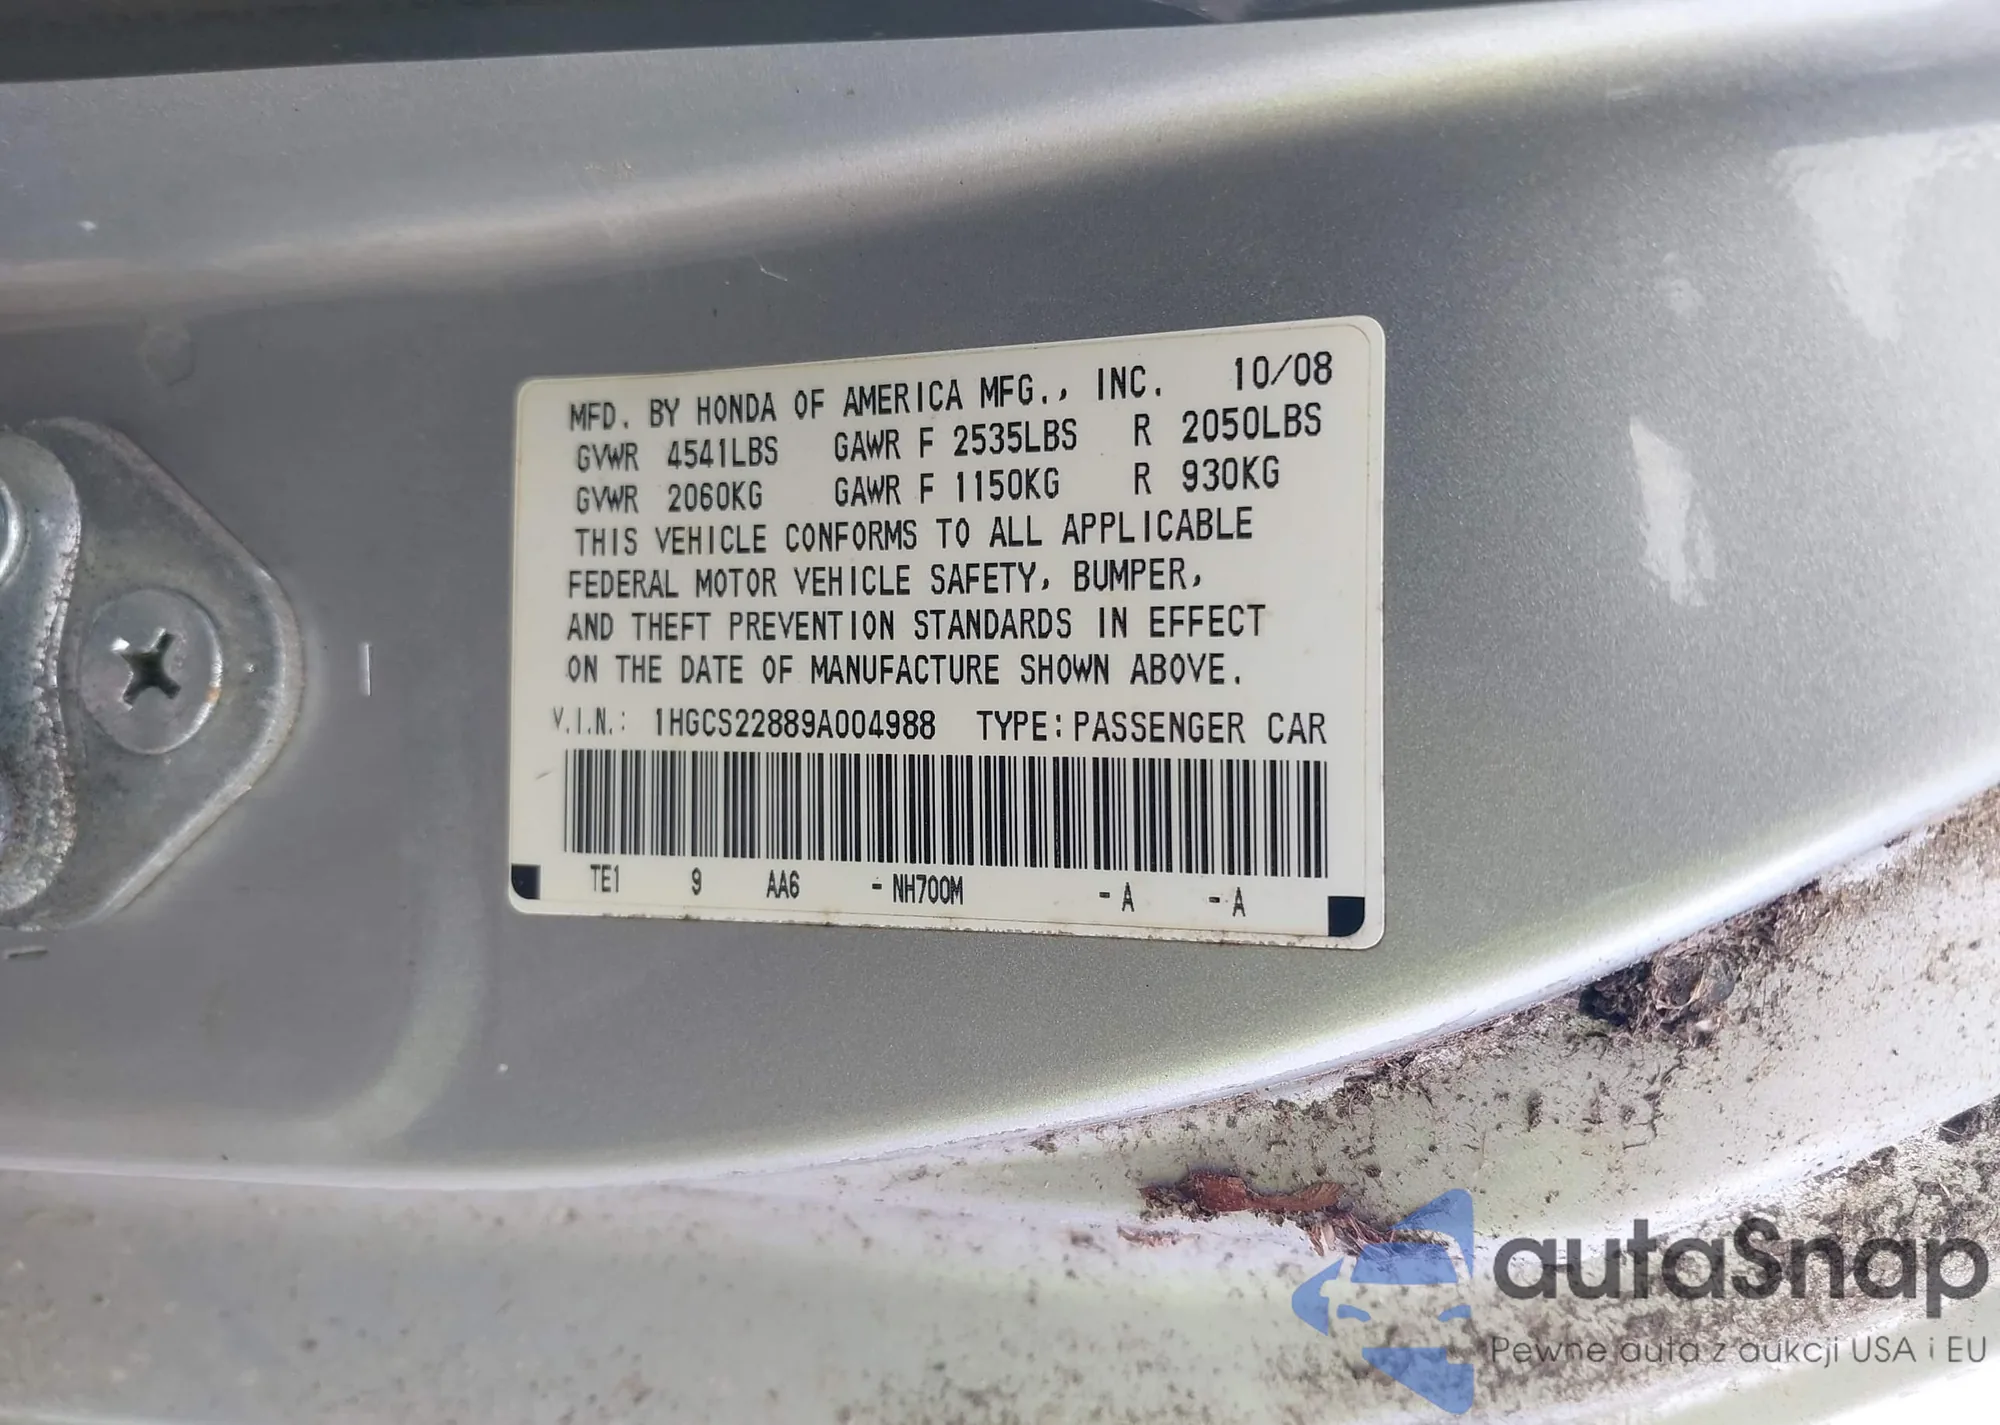 MFD. BY HONDA OF AMERICA MFG., INC. 10/08
GVWR 4541LBS GAWR F 2535LBS R 2050LBS
GVWR 2060KG GAWR F 1150KG R 930KG
THIS VEHICLE CONFORMS TO ALL APPLICABLE
FEDERAL MOTOR VEHICLE SAFETY, BUMPER,
AND THEFT PREVENTION STANDARDS IN EFFECT
ON THE DATE OF MANUFACTURE SHOWN ABOVE.
V.I.N.: 1HGCS22889A004988 TYPE: PASSENGER CAR
TE1 9 AA6 - NH700M - A - A
autaSnap
Pewne auta z aukcji USA i EU